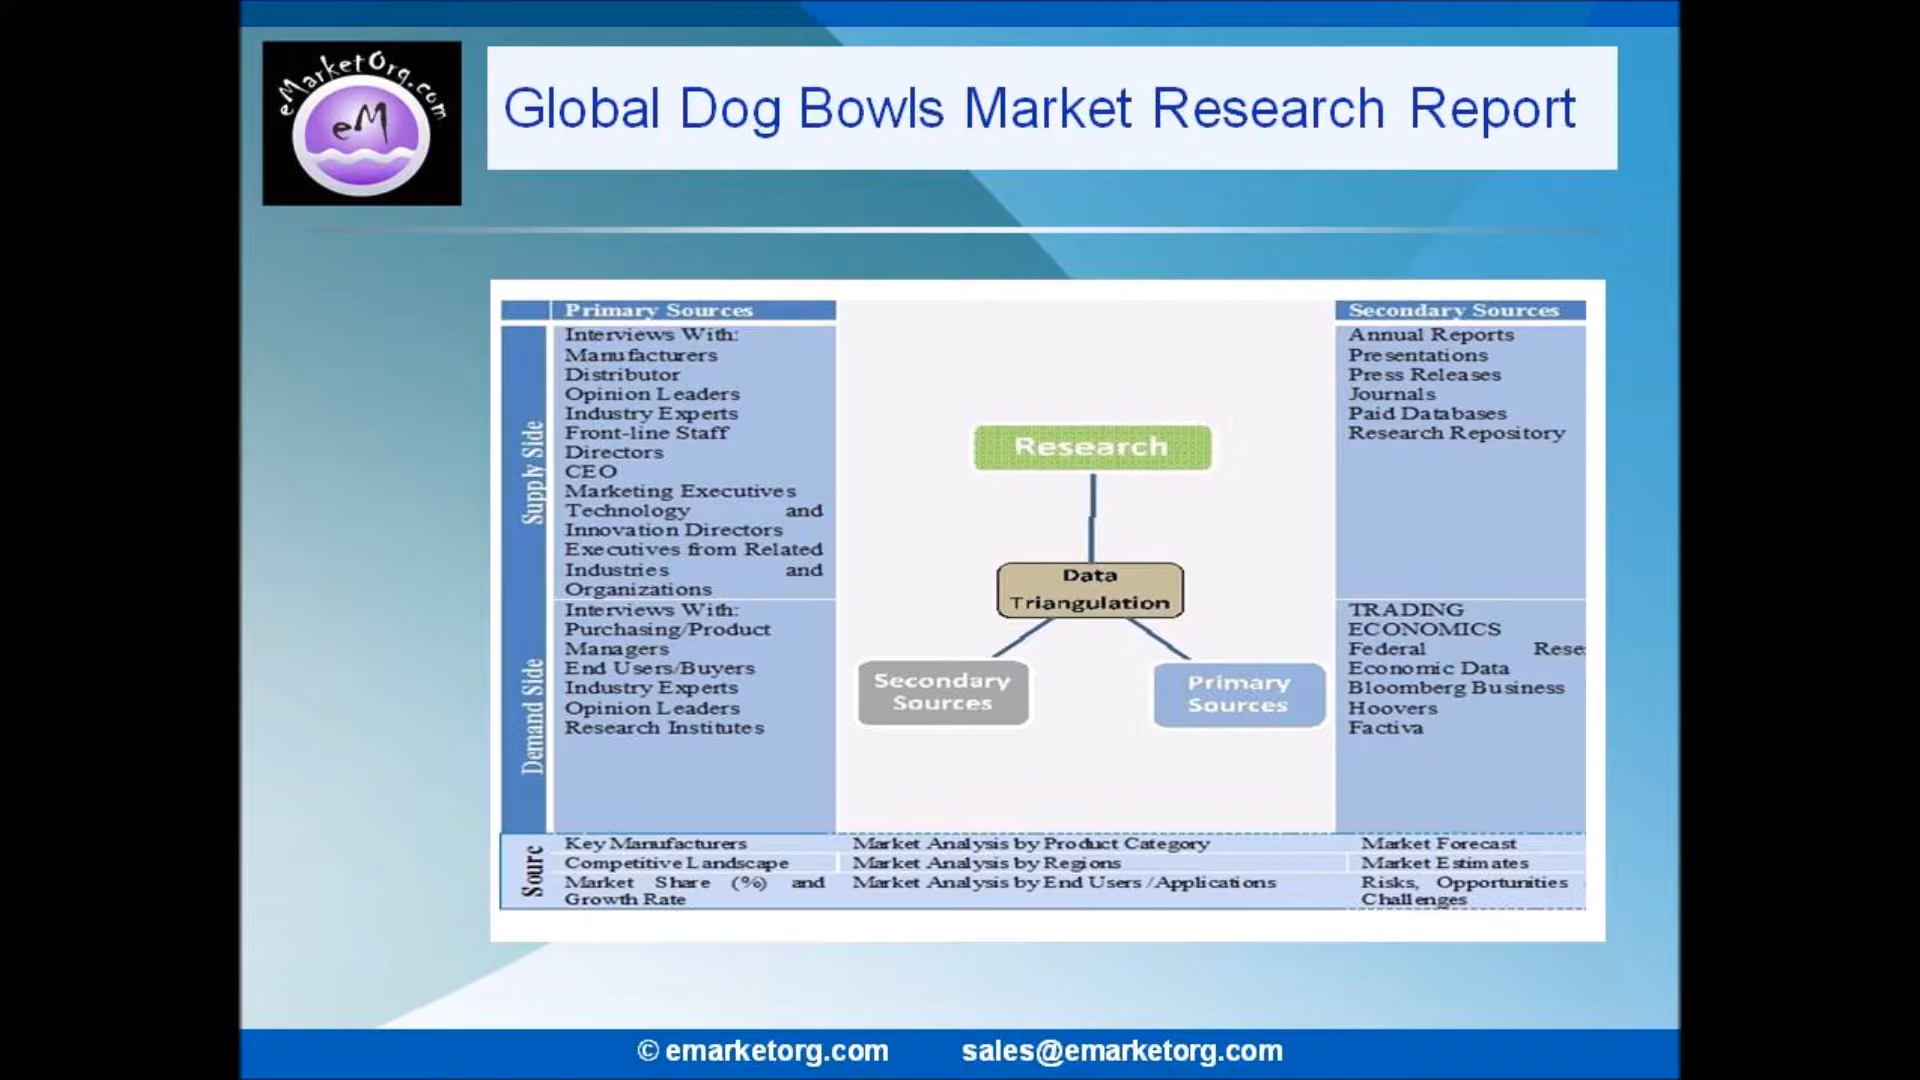 eMarketOrg.com
eM
Global Dog Bowls Market Research Report
Primary Sources
Supply Side
Interviews With:
Manufacturers
Distributor
Opinion Leaders
Industry Experts
Front-line Staff
Directors
CEO
Marketing Executives
Technology and
Innovation Directors
Executives from Related
Industries and
Organizations
Demand Side
Interviews With:
Purchasing/Product
Managers
End Users/Buyers
Industry Experts
Opinion Leaders
Research Institutes
Research
Data
Triangulation
Secondary
Sources
Primary
Sources
Secondary Sources
Annual Reports
Presentations
Press Releases
Journals
Paid Databases
Research Repository
TRADING
ECONOMICS
Federal Rese
Economic Data
Bloomberg Business
Hoovers
Factiva
Sourc
Key Manufacturers
Competitive Landscape
Market Share (%) and
Growth Rate
Market Analysis by Product Category
Market Analysis by Regions
Market Analysis by End Users /Applications
Market Forecast
Market Estimates
Risks, Opportunities
Challenges
© emarketorg.com sales@emarketorg.com